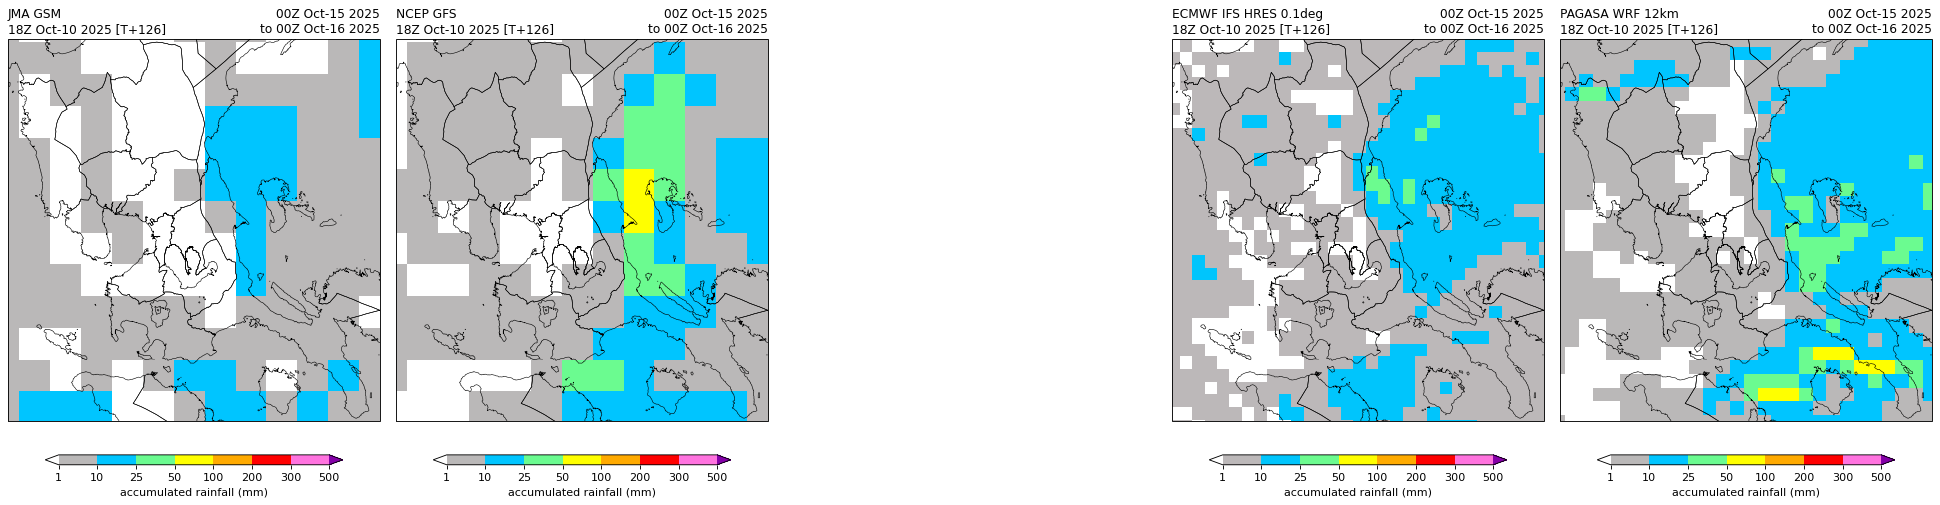 JMA GSM 00Z Oct-15 2025
18Z Oct-10 2025 [T+126] to 00Z Oct-16 2025
NCEP GFS 00Z Oct-15 2025
18Z Oct-10 2025 [T+126] to 00Z Oct-16 2025
ECMWF IFS HRES 0.1deg 00Z Oct-15 2025
18Z Oct-10 2025 [T+126] to 00Z Oct-16 2025
PAGASA WRF 12km 00Z Oct-15 2025
18Z Oct-10 2025 [T+126] to 00Z Oct-16 2025
1 10 25 50 100 200 300 500
accumulated rainfall (mm)
1 10 25 50 100 200 300 500
accumulated rainfall (mm)
1 10 25 50 100 200 300 500
accumulated rainfall (mm)
1 10 25 50 100 200 300 500
accumulated rainfall (mm)